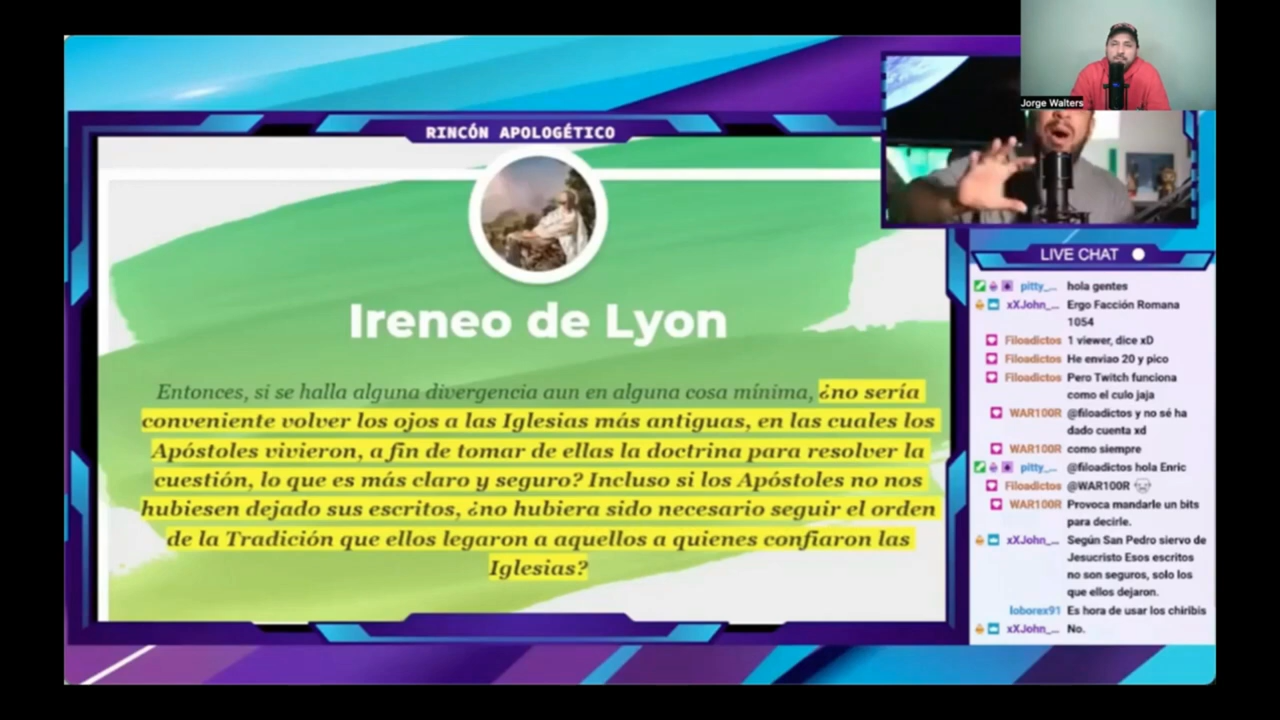 Jorge Walters
RINCÓN APOLOGÉTICO
Ireneo de Lyon
Entonces, si se halla alguna divergencia aun en alguna cosa mínima, ¿no sería
conveniente volver los ojos a las Iglesias más antiguas, en las cuales los
Apóstoles vivieron, a fin de tomar de ellas la doctrina para resolver la
cuestión, lo que es más claro y seguro? Incluso si los Apóstoles no nos
hubiesen dejado sus escritos, ¿no hubiera sido necesario seguir el orden
de la Tradición que ellos legaron a aquellos a quienes confiaron las
Iglesias?
LIVE CHAT
pitty_... hola gentes
xXJohn_... Ergo Facción Romana
1054
Filoadictos 1 viewer, dice xD
Filoadictos He enviao 20 y pico
Filoadictos Pero Twitch funciona
como el culo jaja
WAR100R @filoadictos y no sé ha
dado cuenta xd
WAR100R como siempre
pitty_... @filoadictos hola Enric
Filoadictos @WAR100R
WAR100R Provoca mandarle un bits
para decirle.
xXJohn_... Según San Pedro siervo de
Jesucristo Esos escritos
no son seguros, solo los
que ellos dejaron.
loborex91 Es hora de usar los chiribis
xXJohn_... No.